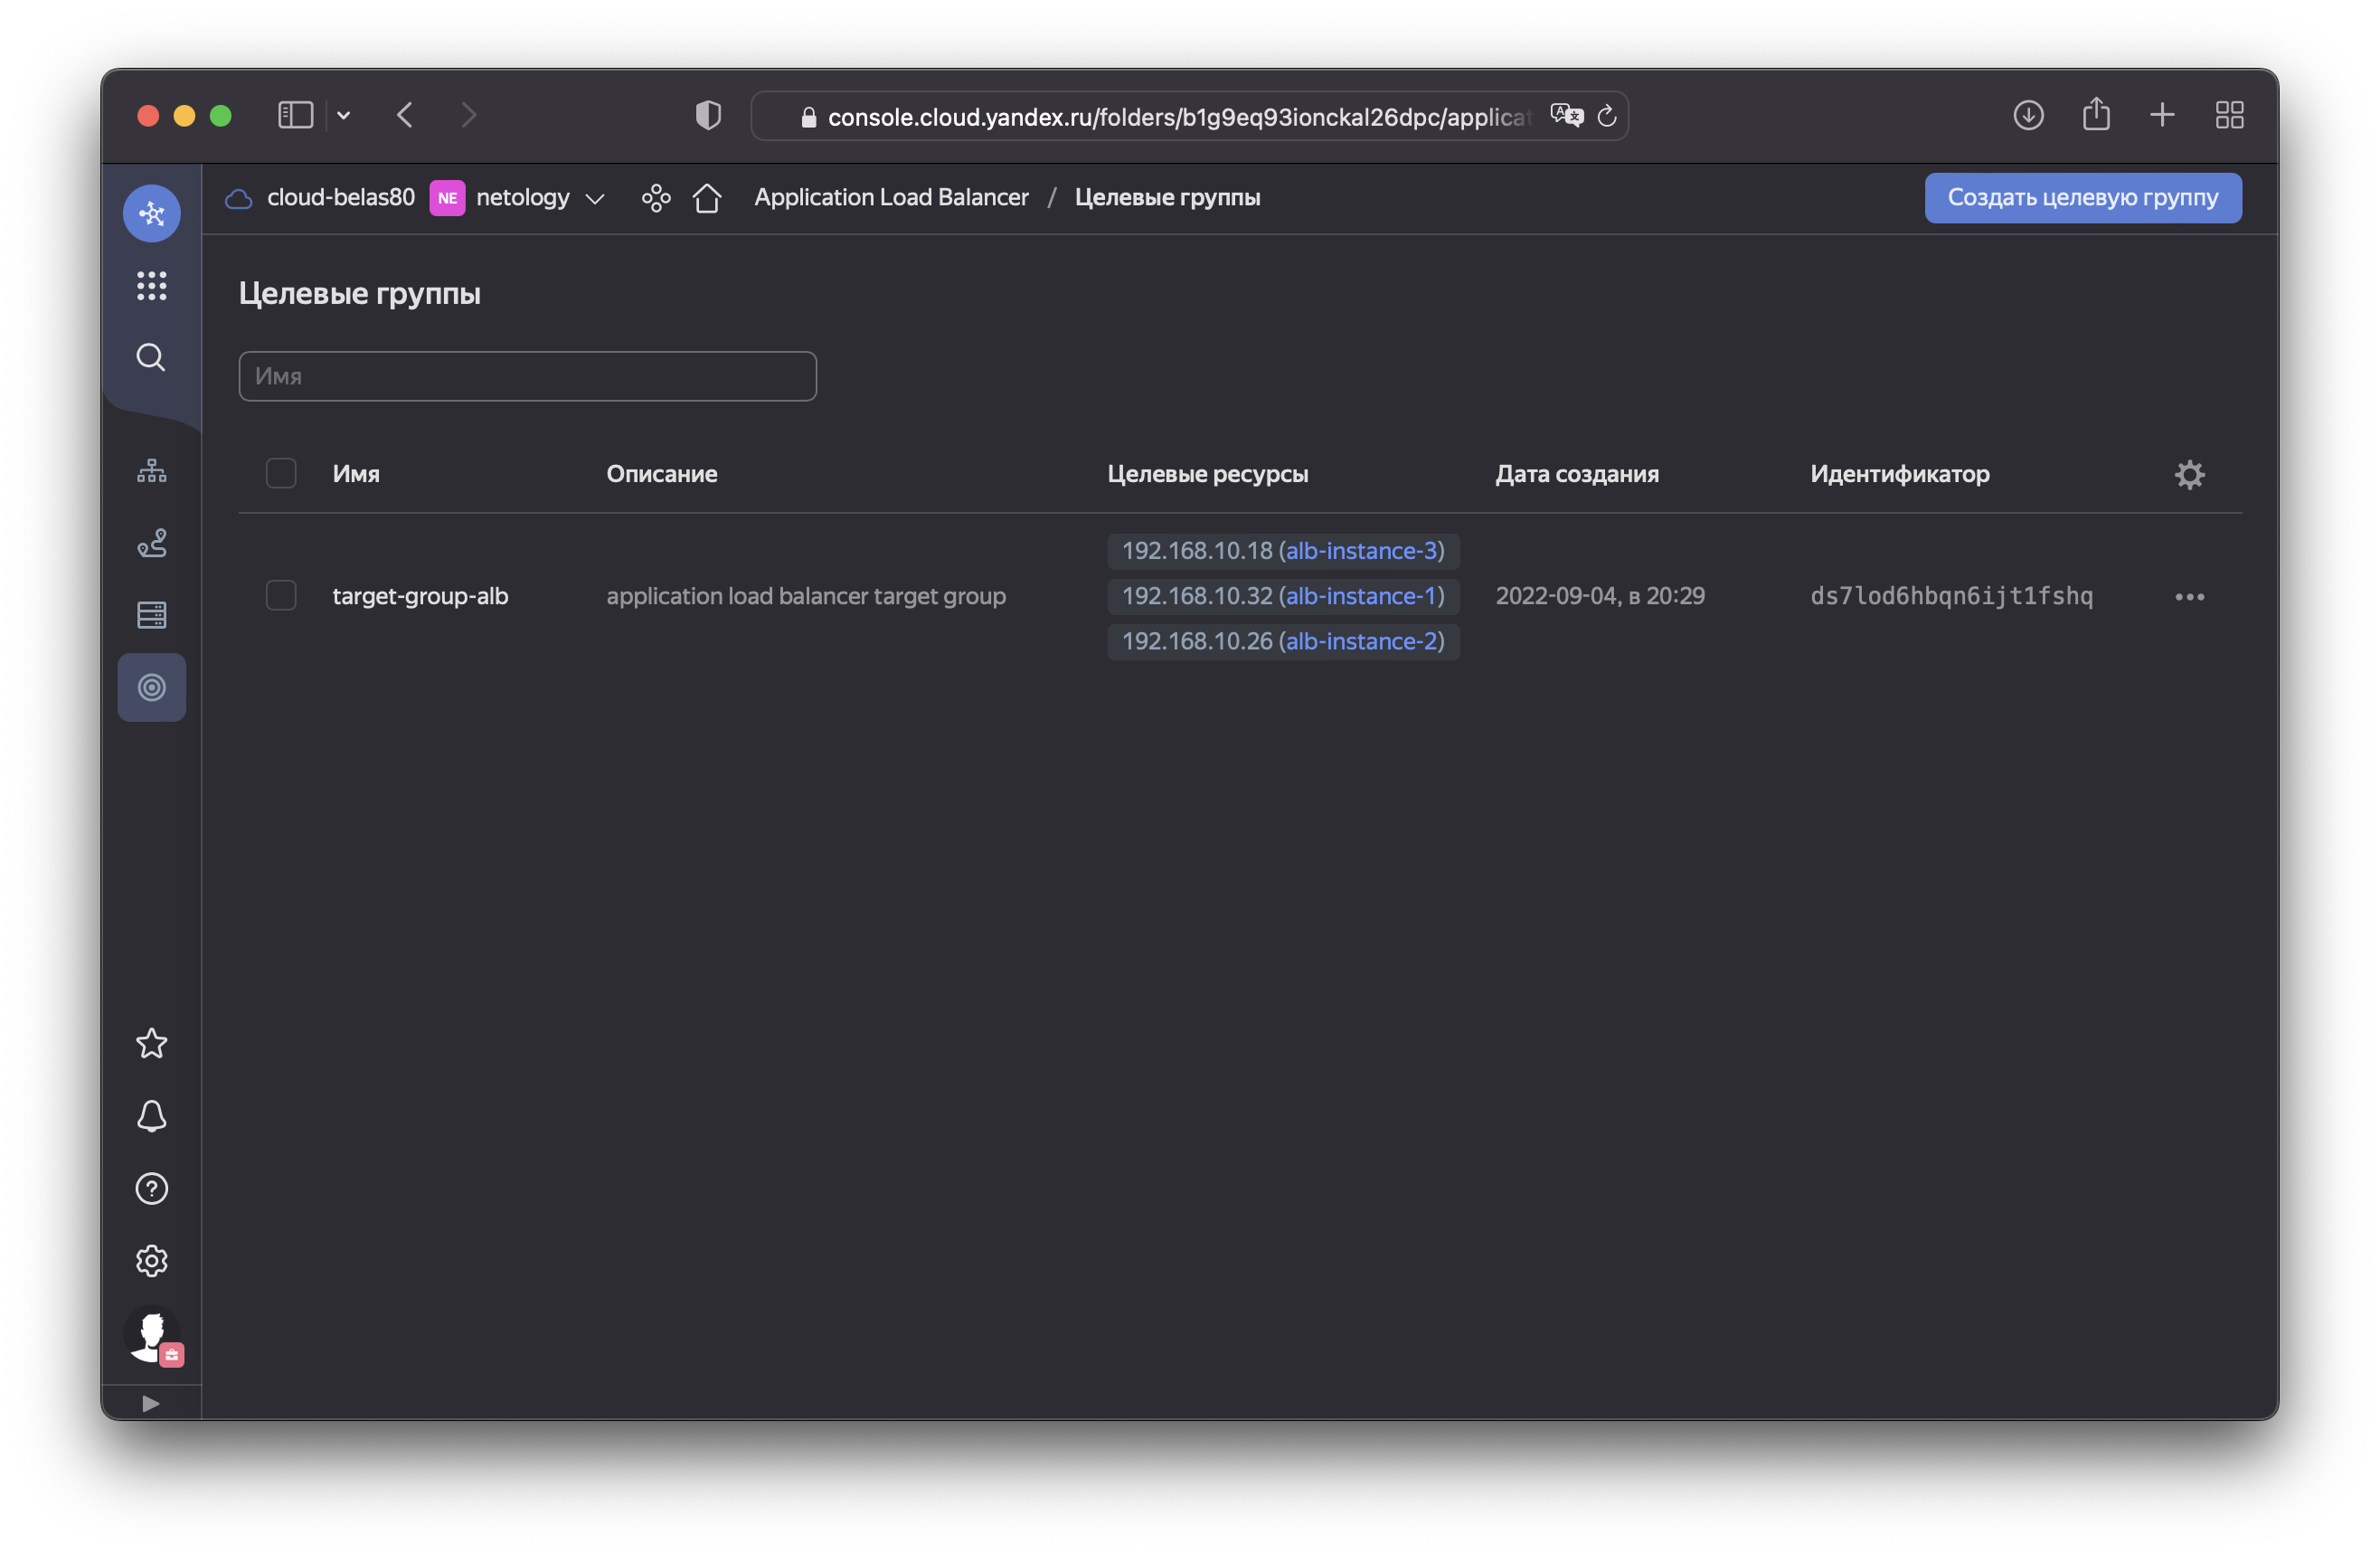 console.cloud.yandex.ru/folders/b1g9eq93ionckal26dpc/applicat
cloud-belas80 NE netology Application Load Balancer / Целевые группы Создать целевую группу
Целевые группы
Имя
Имя Описание Целевые ресурсы Дата создания Идентификатор
192.168.10.18 (alb-instance-3)
target-group-alb application load balancer target group 192.168.10.32 (alb-instance-1) 2022-09-04, в 20:29 ds7lod6hbqn6ijt1fshq
192.168.10.26 (alb-instance-2)